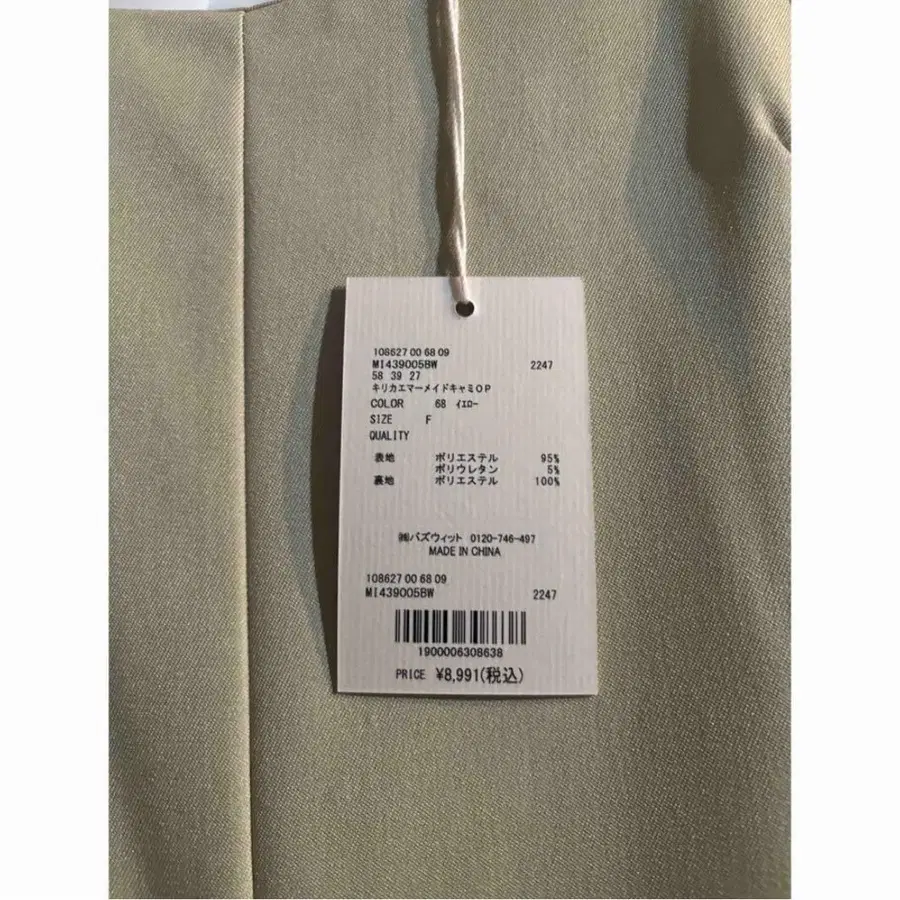 108627 00 68 09
MI439005BW 2247
58 39 27
キリカエマーメイドキャミOP
COLOR 68 イエロー
SIZE F
QUALITY
表地 ポリエステル 95%
ポリウレタン 5%
裏地 ポリエステル 100%
㈱バズウィット 0120-746-497
MADE IN CHINA
108627 00 68 09
MI439005BW 2247
1900006308638
PRICE ¥8,991(税込)